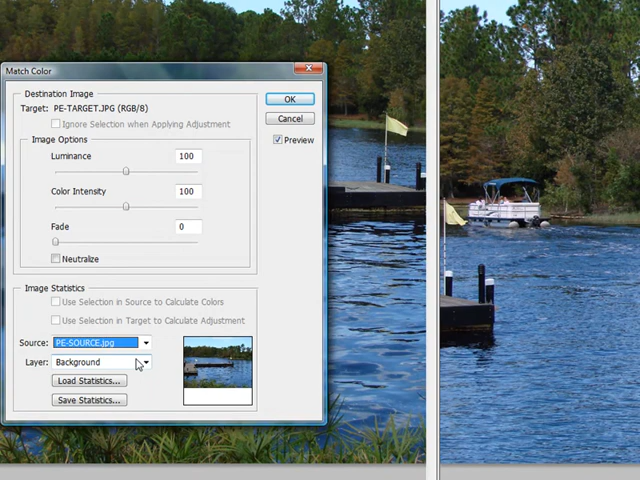 Match Color
Destination Image
Target: PE-TARGET.JPG (RGB/8)
Ignore Selection when Applying Adjustment
Image Options
Luminance 100
Color Intensity 100
Fade 0
Neutralize
Image Statistics
Use Selection in Source to Calculate Colors
Use Selection in Target to Calculate Adjustment
Source: PE-SOURCE.jpg
Layer: Background
Load Statistics...
Save Statistics...
OK
Cancel
Preview